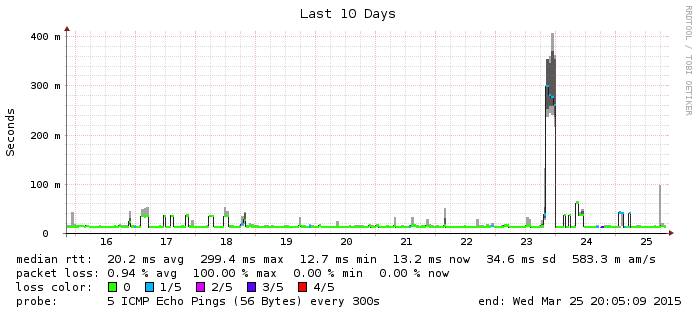 Last 10 Days
RRDTOOL / TOBI OETIKER
Seconds
400 m
300 m
200 m
100 m
0
16 17 18 19 20 21 22 23 24 25
median rtt: 20.2 ms avg 299.4 ms max 12.7 ms min 13.2 ms now 34.6 ms sd 583.3 m am/s
packet loss: 0.94 % avg 100.00 % max 0.00 % min 0.00 % now
loss color: 0 1/5 2/5 3/5 4/5
probe: 5 ICMP Echo Pings (56 Bytes) every 300s end: Wed Mar 25 20:05:09 2015